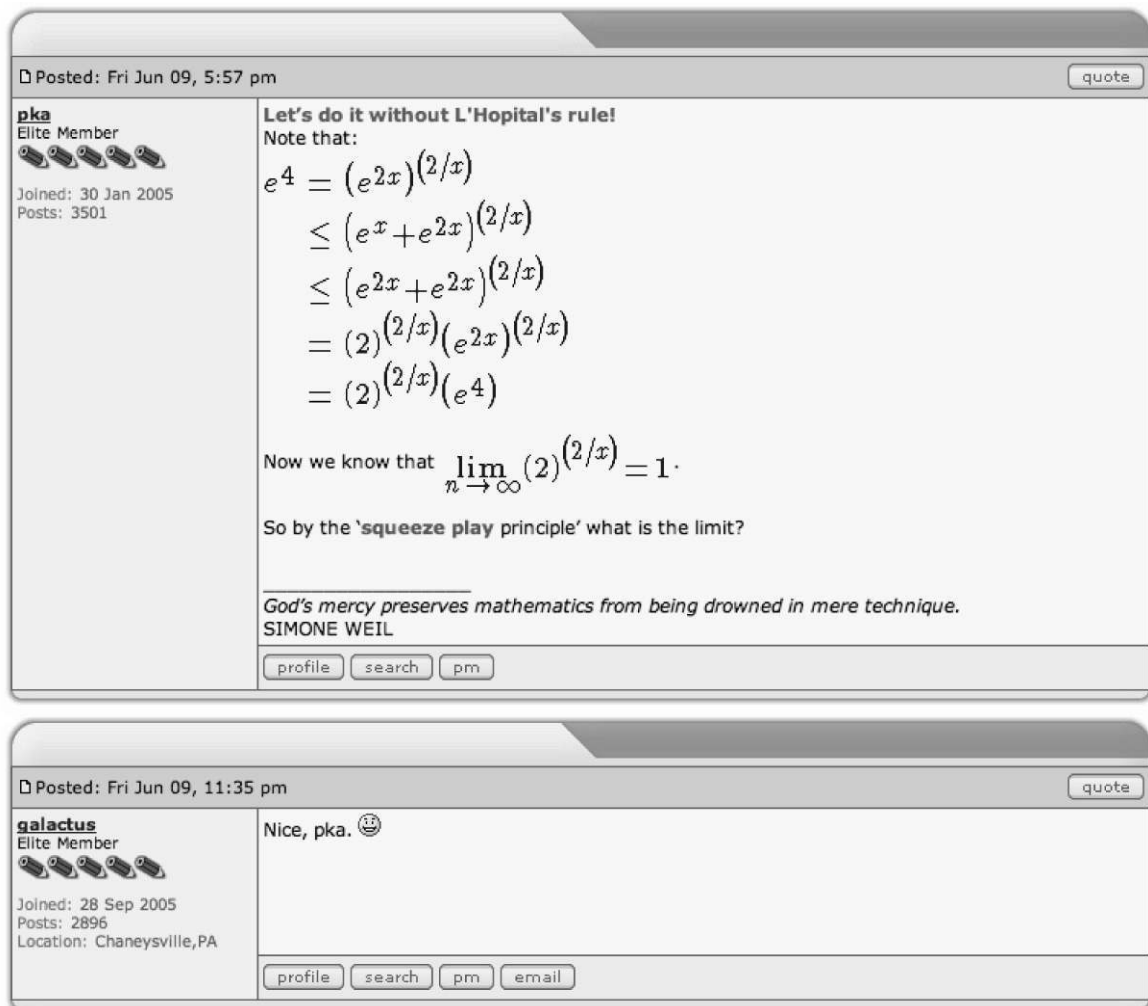 Posted: Fri Jun 09, 5:57 pm
quote
pka
Elite Member
Joined: 30 Jan 2005
Posts: 3501
Let's do it without L'Hopital's rule!
Note that:
e^4 = (e^{2x})^{(2/x)}
≤ (e^x+e^{2x})^{(2/x)}
≤ (e^{2x}+e^{2x})^{(2/x)}
= (2)^{(2/x)}(e^{2x})^{(2/x)}
= (2)^{(2/x)}(e^4)
Now we know that lim_{n→∞} (2)^{(2/x)} = 1.
So by the ‘squeeze play principle’ what is the limit?
God's mercy preserves mathematics from being drowned in mere technique.
SIMONE WEIL
profile search pm
Posted: Fri Jun 09, 11:35 pm
quote
galactus
Elite Member
Joined: 28 Sep 2005
Posts: 2896
Location: Chaneysville,PA
Nice, pka.
profile search pm email